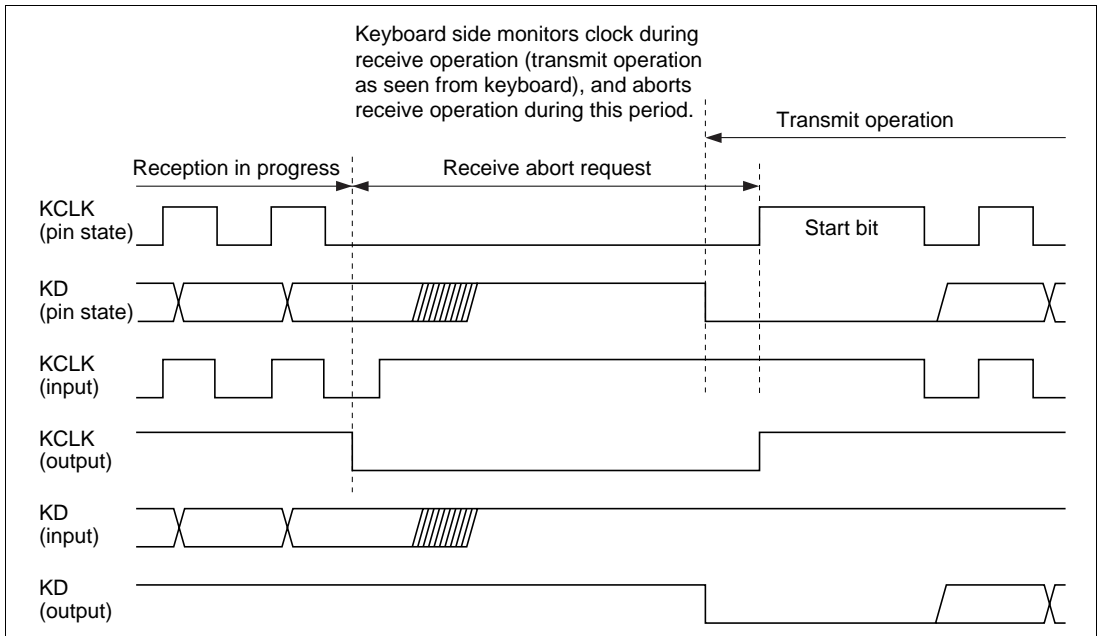 Keyboard side monitors clock during
receive operation (transmit operation
as seen from keyboard), and aborts
receive operation during this period.
Transmit operation
Reception in progress
Receive abort request
KCLK
(pin state)
Start bit
KD
(pin state)
KCLK
(input)
KCLK
(output)
KD
(input)
KD
(output)